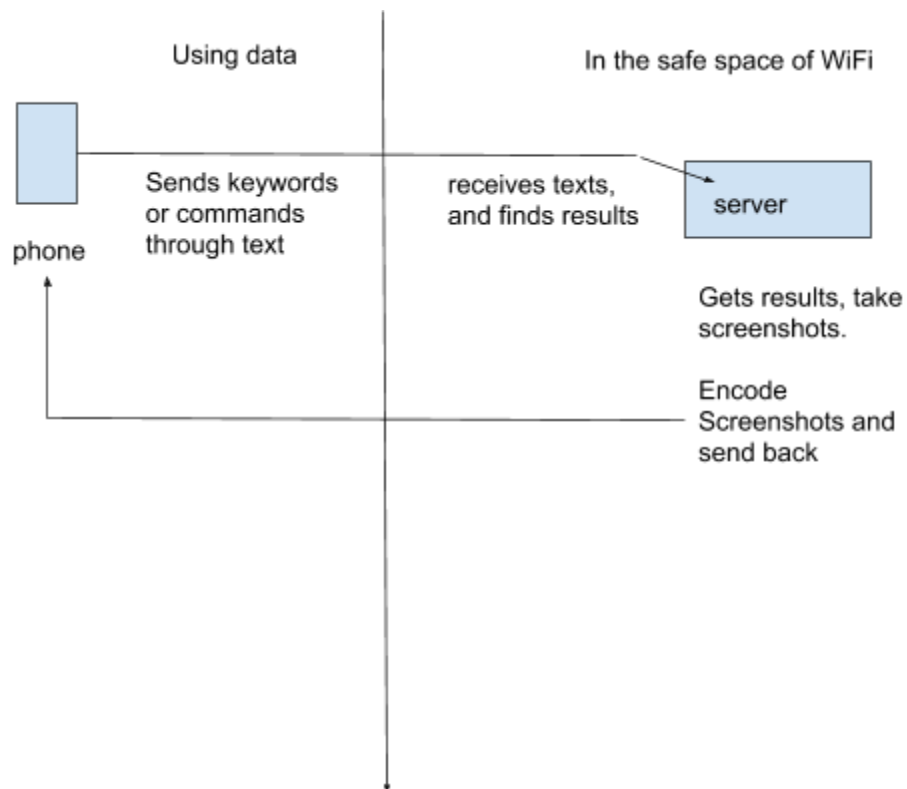 Using data
In the safe space of WiFi
Sends keywords
or commands
through text
receives texts,
and finds results
server
phone
Gets results, take
screenshots.
Encode
Screenshots and
send back